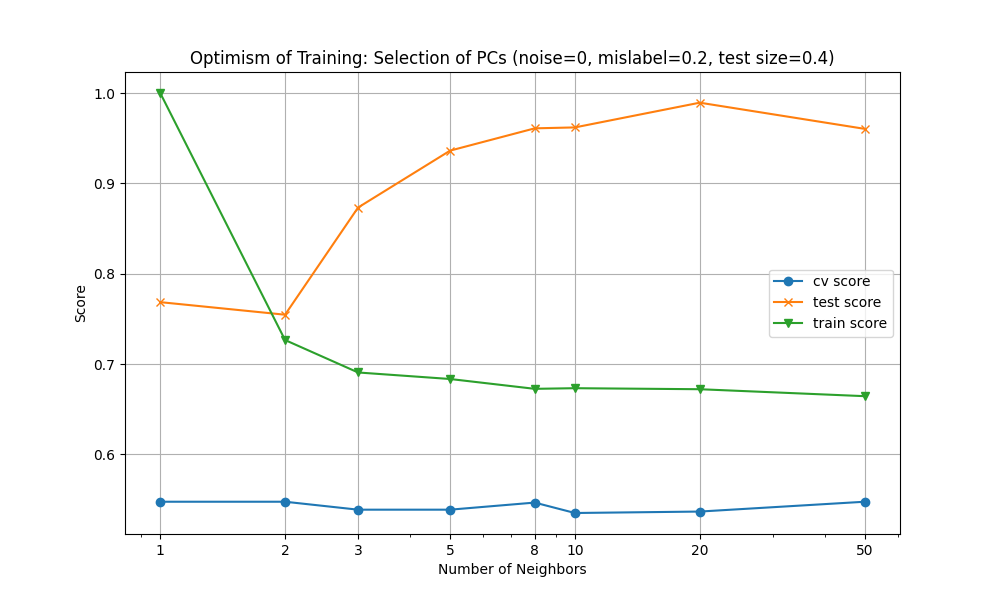 Optimism of Training: Selection of PCs (noise=0, mislabel=0.2, test size=0.4)
Score
1.0
0.9
0.8
0.7
0.6
cv score
test score
train score
1 2 3 5 8 10 20 50
Number of Neighbors